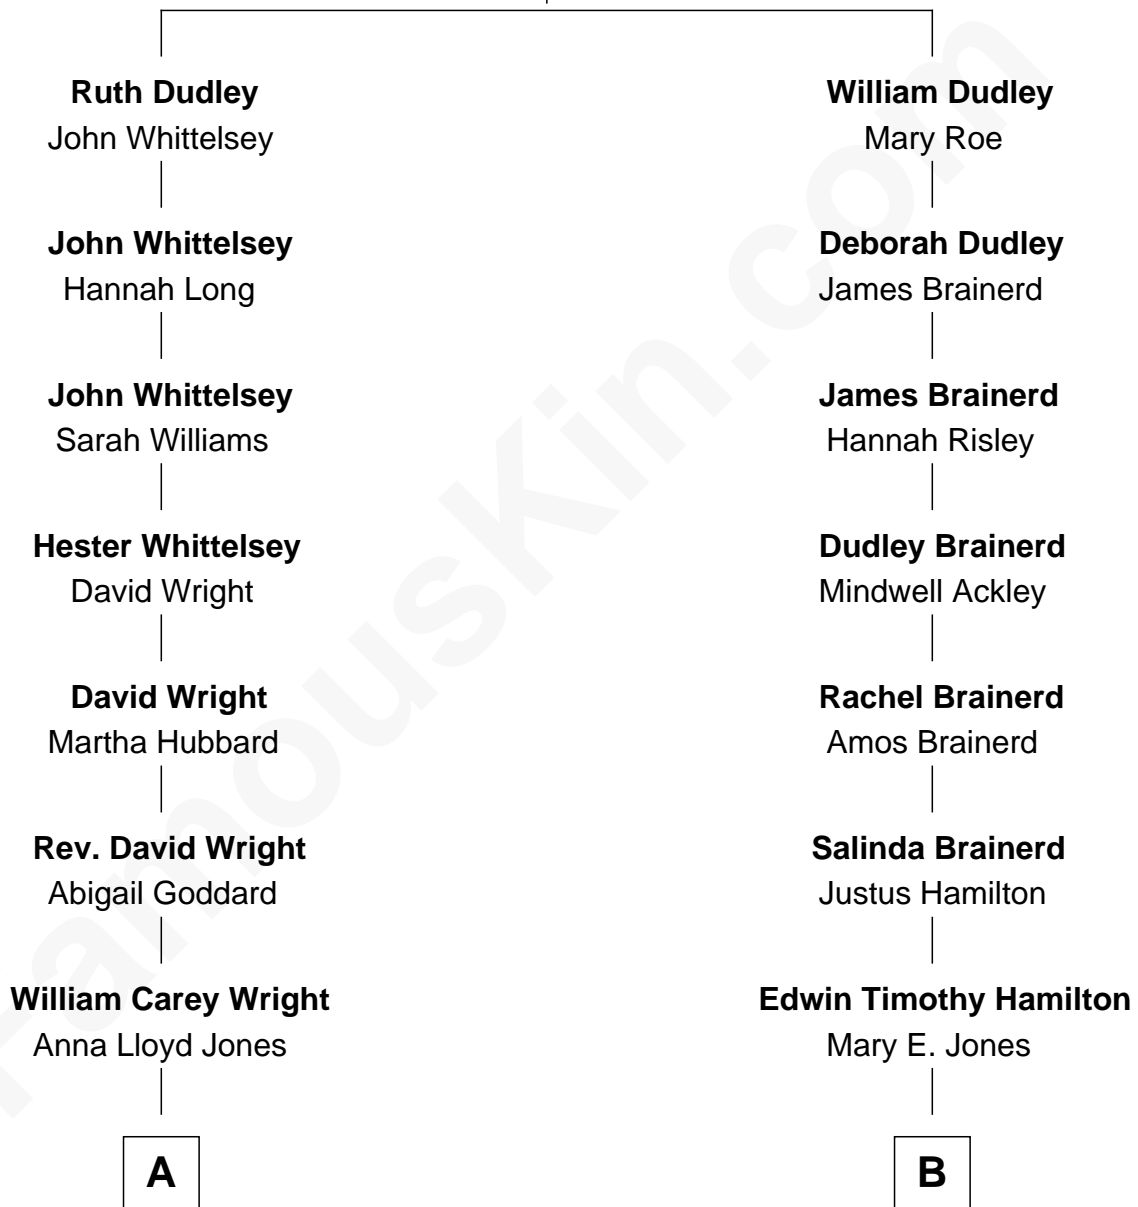 Ruth Dudley
John Whittelsey
William Dudley
Mary Roe
John Whittelsey
Hannah Long
Deborah Dudley
James Brainerd
John Whittelsey
Sarah Williams
James Brainerd
Hannah Risley
Hester Whittelsey
David Wright
Dudley Brainerd
Mindwell Ackley
David Wright
Martha Hubbard
Rachel Brainerd
Amos Brainerd
Rev. David Wright
Abigail Goddard
Salinda Brainerd
Justus Hamilton
William Carey Wright
Anna Lloyd Jones
Edwin Timothy Hamilton
Mary E. Jones
A
B
FamousKin.com